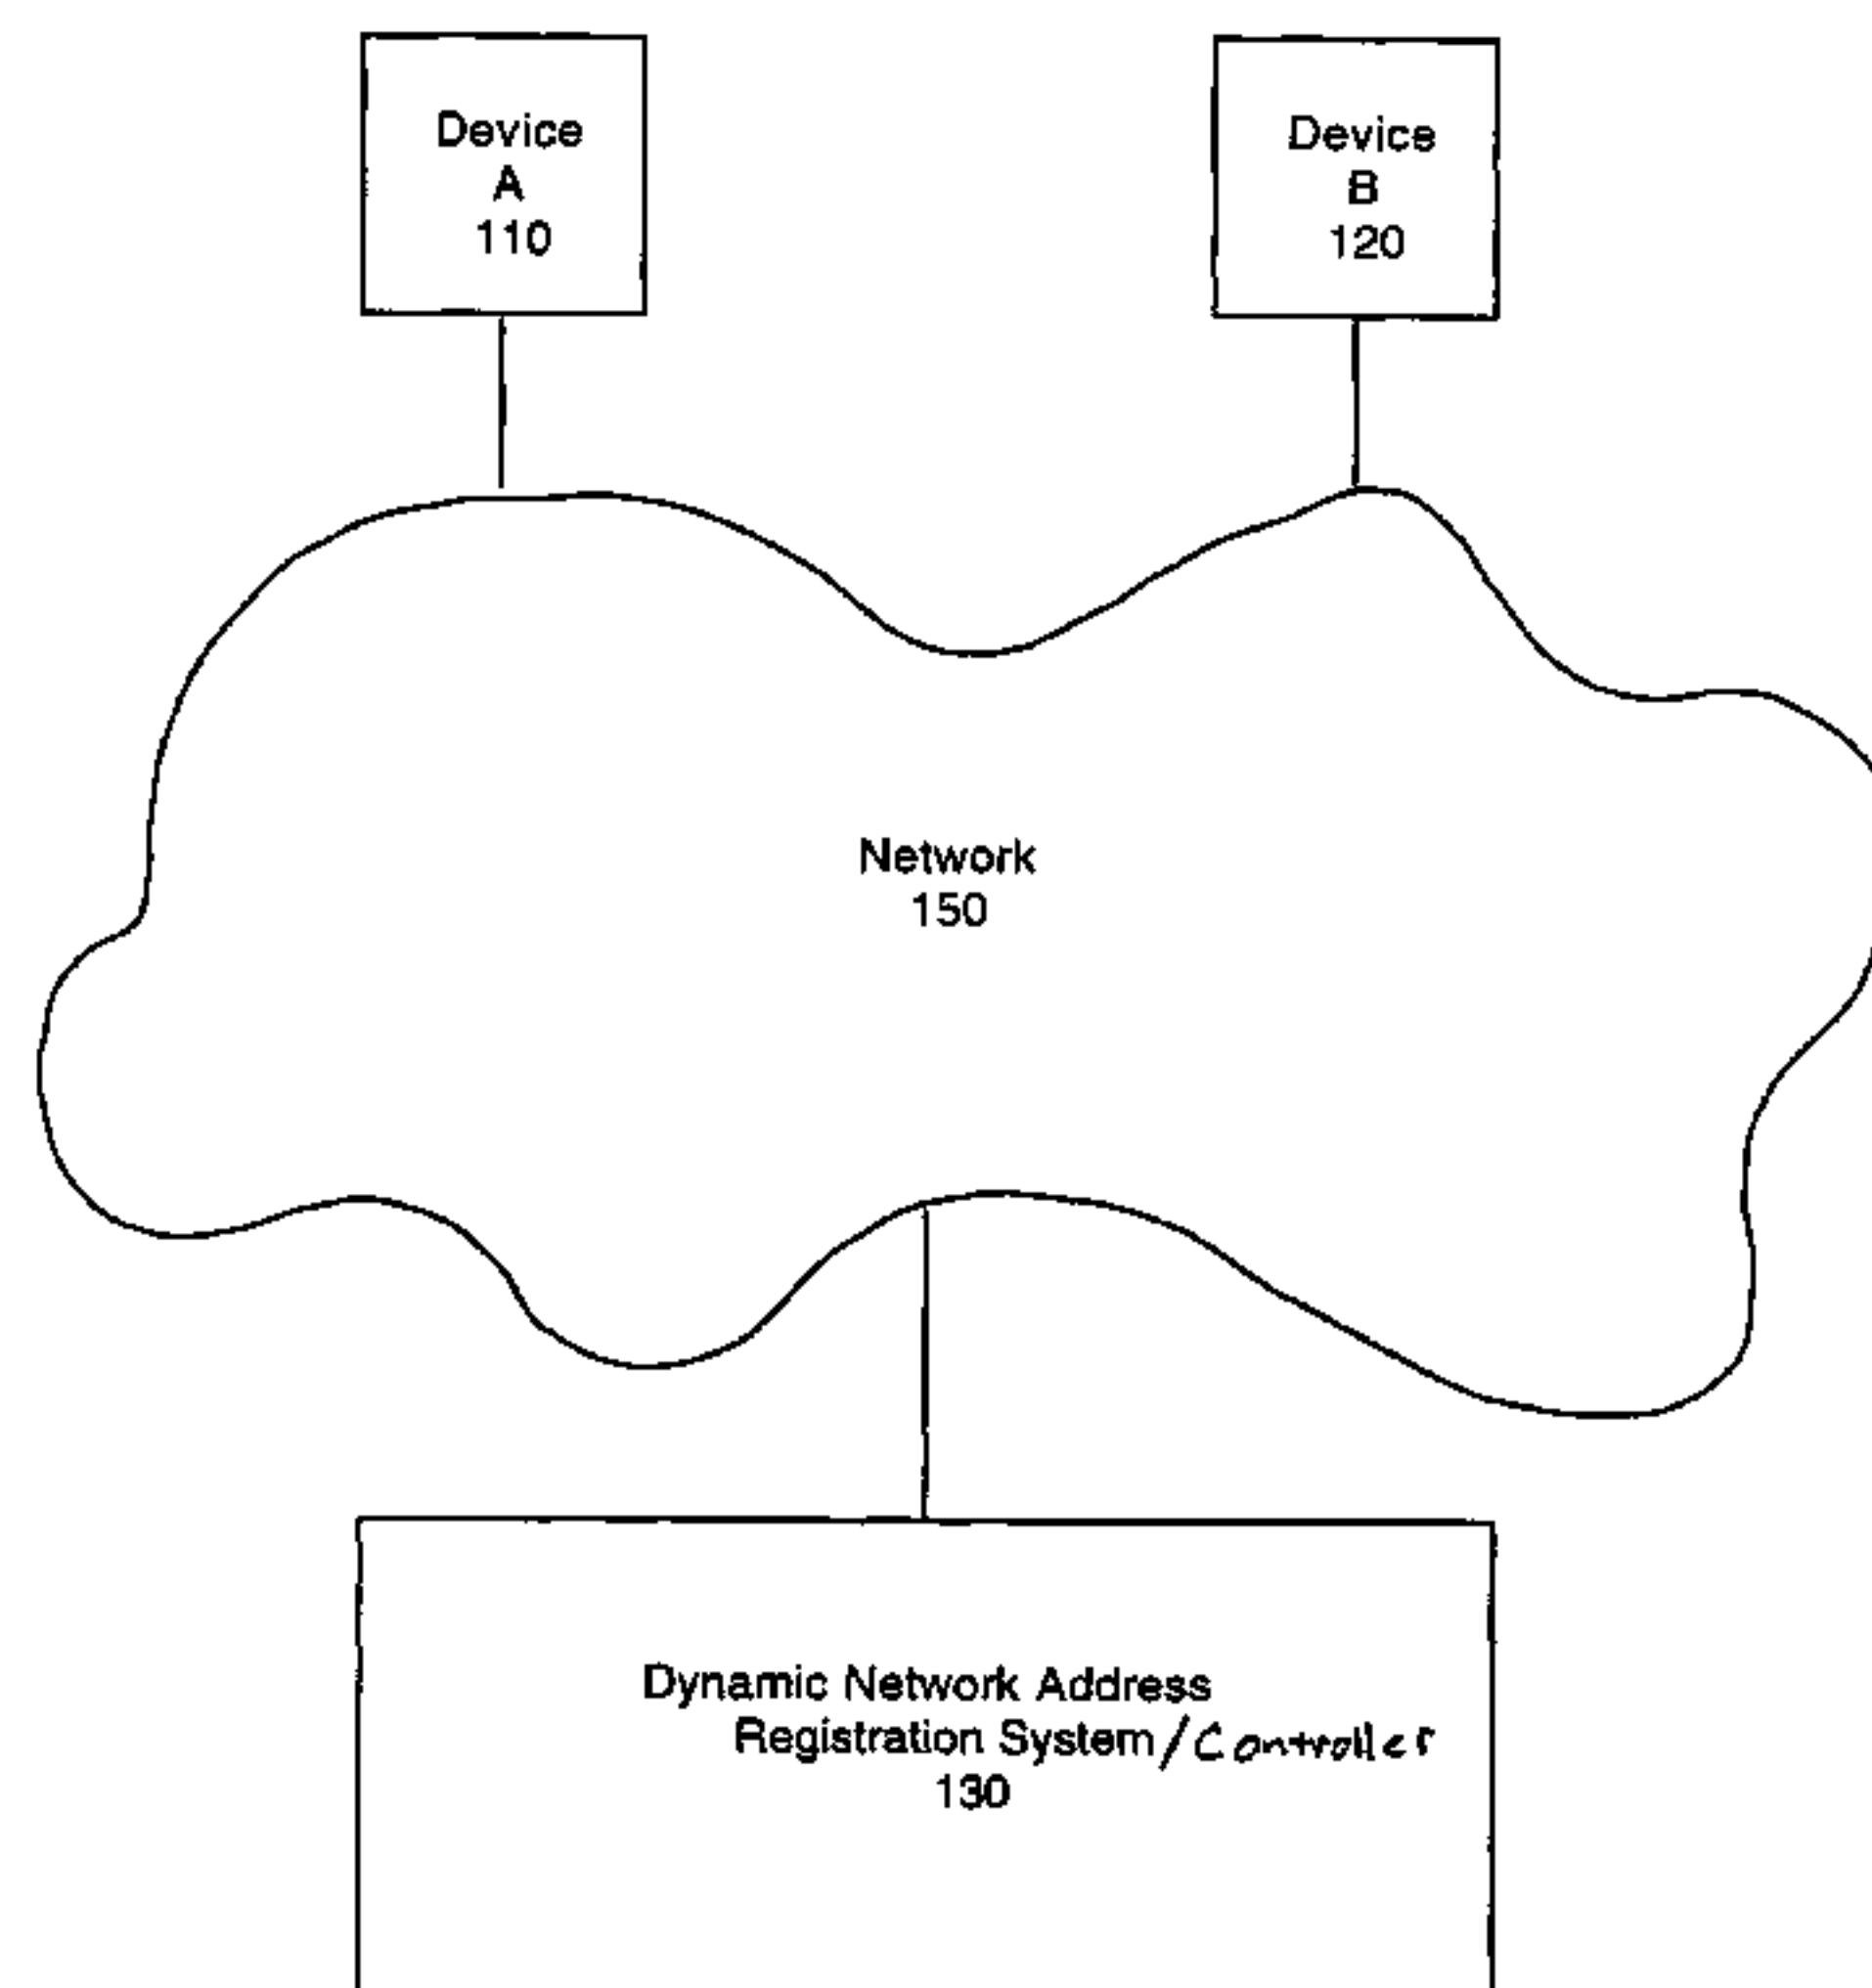 Device
A
110
Device
B
120
Network
150
Dynamic Network Address
Registration System/Controller
130